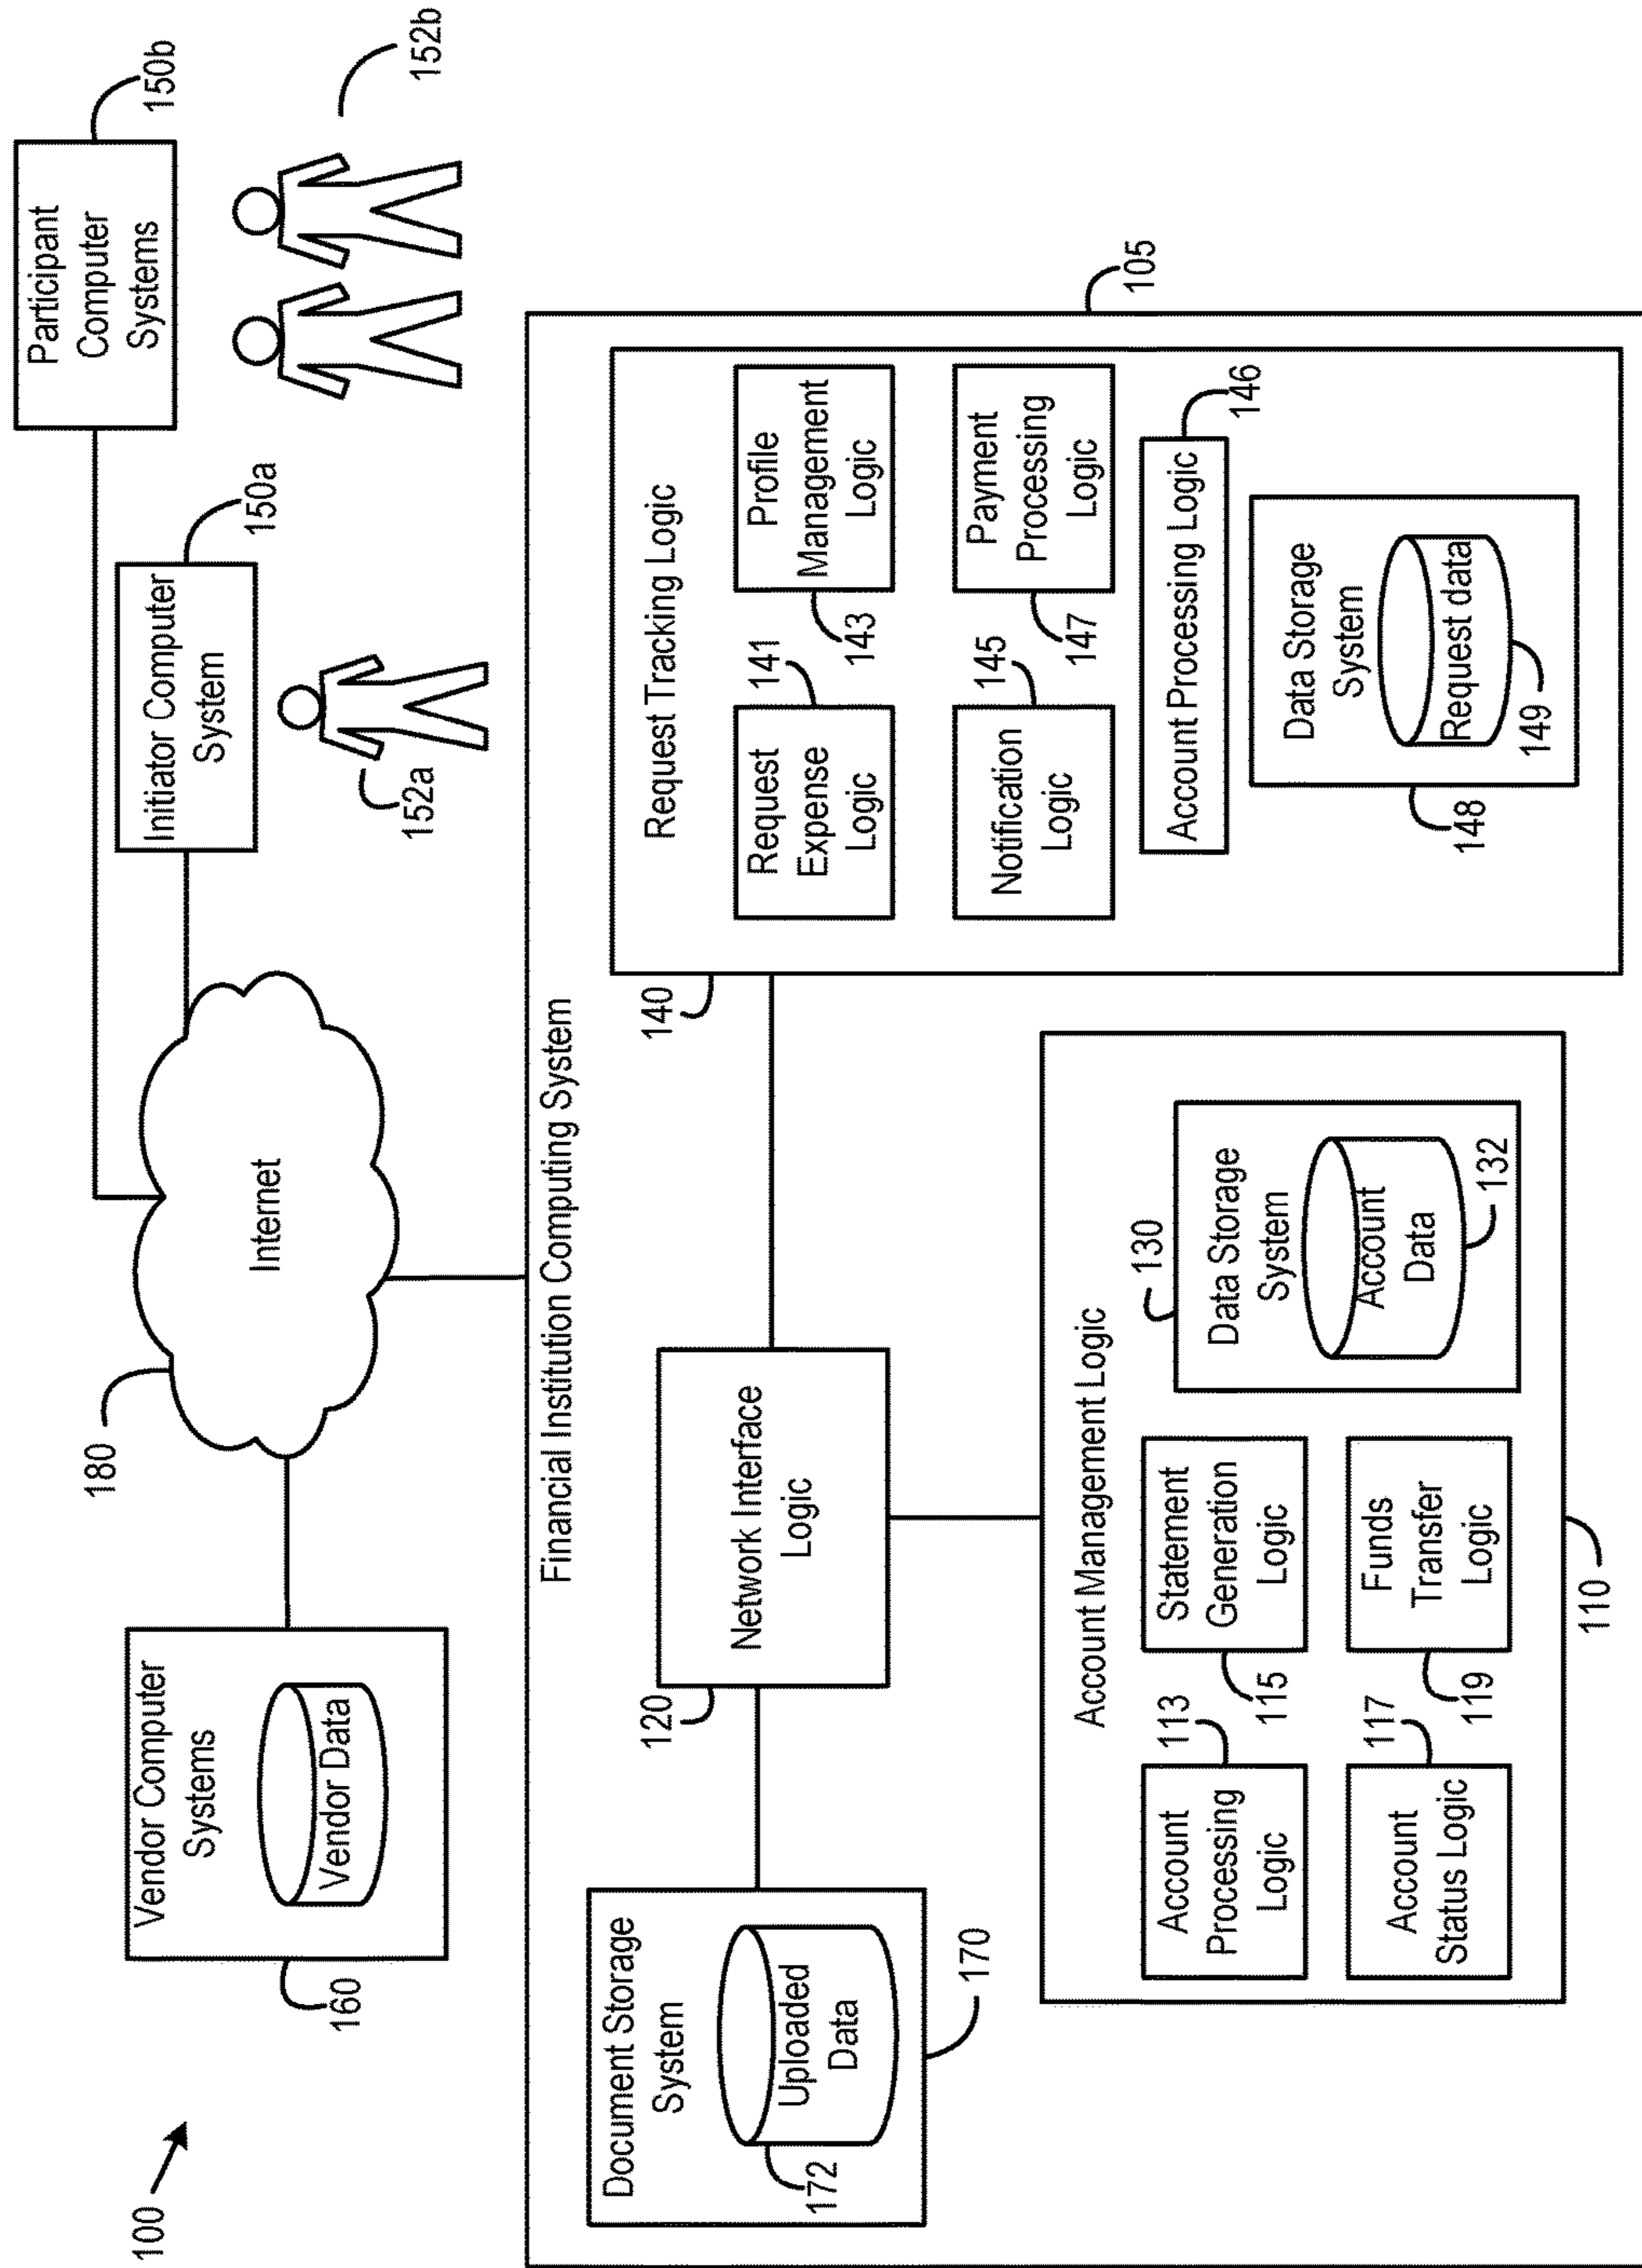 100
Vendor Computer
Systems
Vendor Data
160
180
Internet
Initiator Computer
System
150a
152a
Participant
Computer
Systems
150b
152b
Financial Institution Computing System
105
Document Storage
System
Uploaded
Data
172
170
Network Interface
Logic
120
Account Management Logic
Account
Processing
Logic
113
Statement
Generation
Logic
115
Account
Status Logic
117
Funds
Transfer
Logic
119
130
Data Storage
System
Account
Data
132
110
140
Request Tracking Logic
Request
Expense
Logic
141
Profile
Management
Logic
143
Notification
Logic
145
Payment
Processing
Logic
147
Account Processing Logic
146
Data Storage
System
Request data
149
148